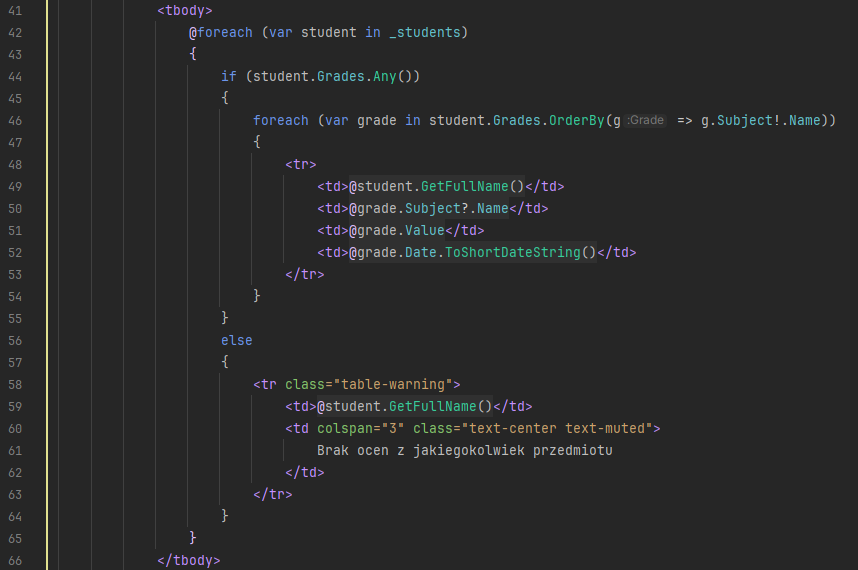 41 <tbody>
42 @foreach (var student in _students)
43 {
44 if (student.Grades.Any())
45 {
46 foreach (var grade in student.Grades.OrderBy(g :Grade => g.Subject!.Name))
47 {
48 <tr>
49 <td>@student.GetFullName()</td>
50 <td>@grade.Subject?.Name</td>
51 <td>@grade.Value</td>
52 <td>@grade.Date.ToShortDateString()</td>
53 </tr>
54 }
55 }
56 else
57 {
58 <tr class="table-warning">
59 <td>@student.GetFullName()</td>
60 <td colspan="3" class="text-center text-muted">
61 Brak ocen z jakiegokolwiek przedmiotu
62 </td>
63 </tr>
64 }
65 }
66 </tbody>